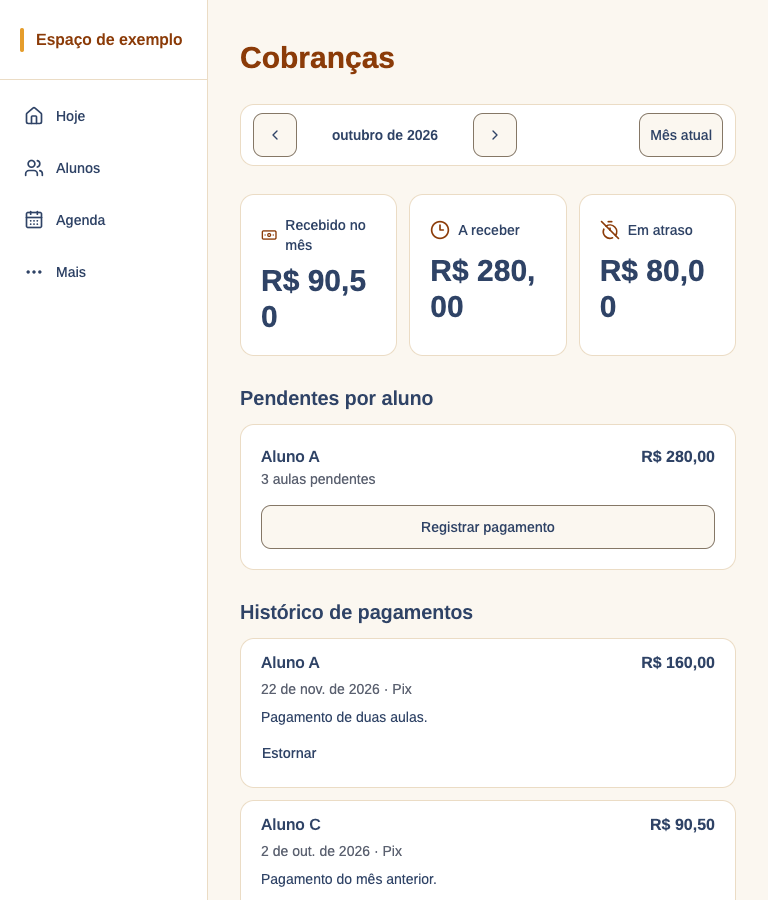 Espaço de exemplo
Hoje
Alunos
Agenda
Mais
Cobranças
outubro de 2026
Mês atual
Recebido no
mês
R$ 90,5
0
A receber
R$ 280,
00
Em atraso
R$ 80,0
0
Pendentes por aluno
Aluno A
R$ 280,00
3 aulas pendentes
Registrar pagamento
Histórico de pagamentos
Aluno A
R$ 160,00
22 de nov. de 2026 · Pix
Pagamento de duas aulas.
Estornar
Aluno C
R$ 90,50
2 de out. de 2026 · Pix
Pagamento do mês anterior.